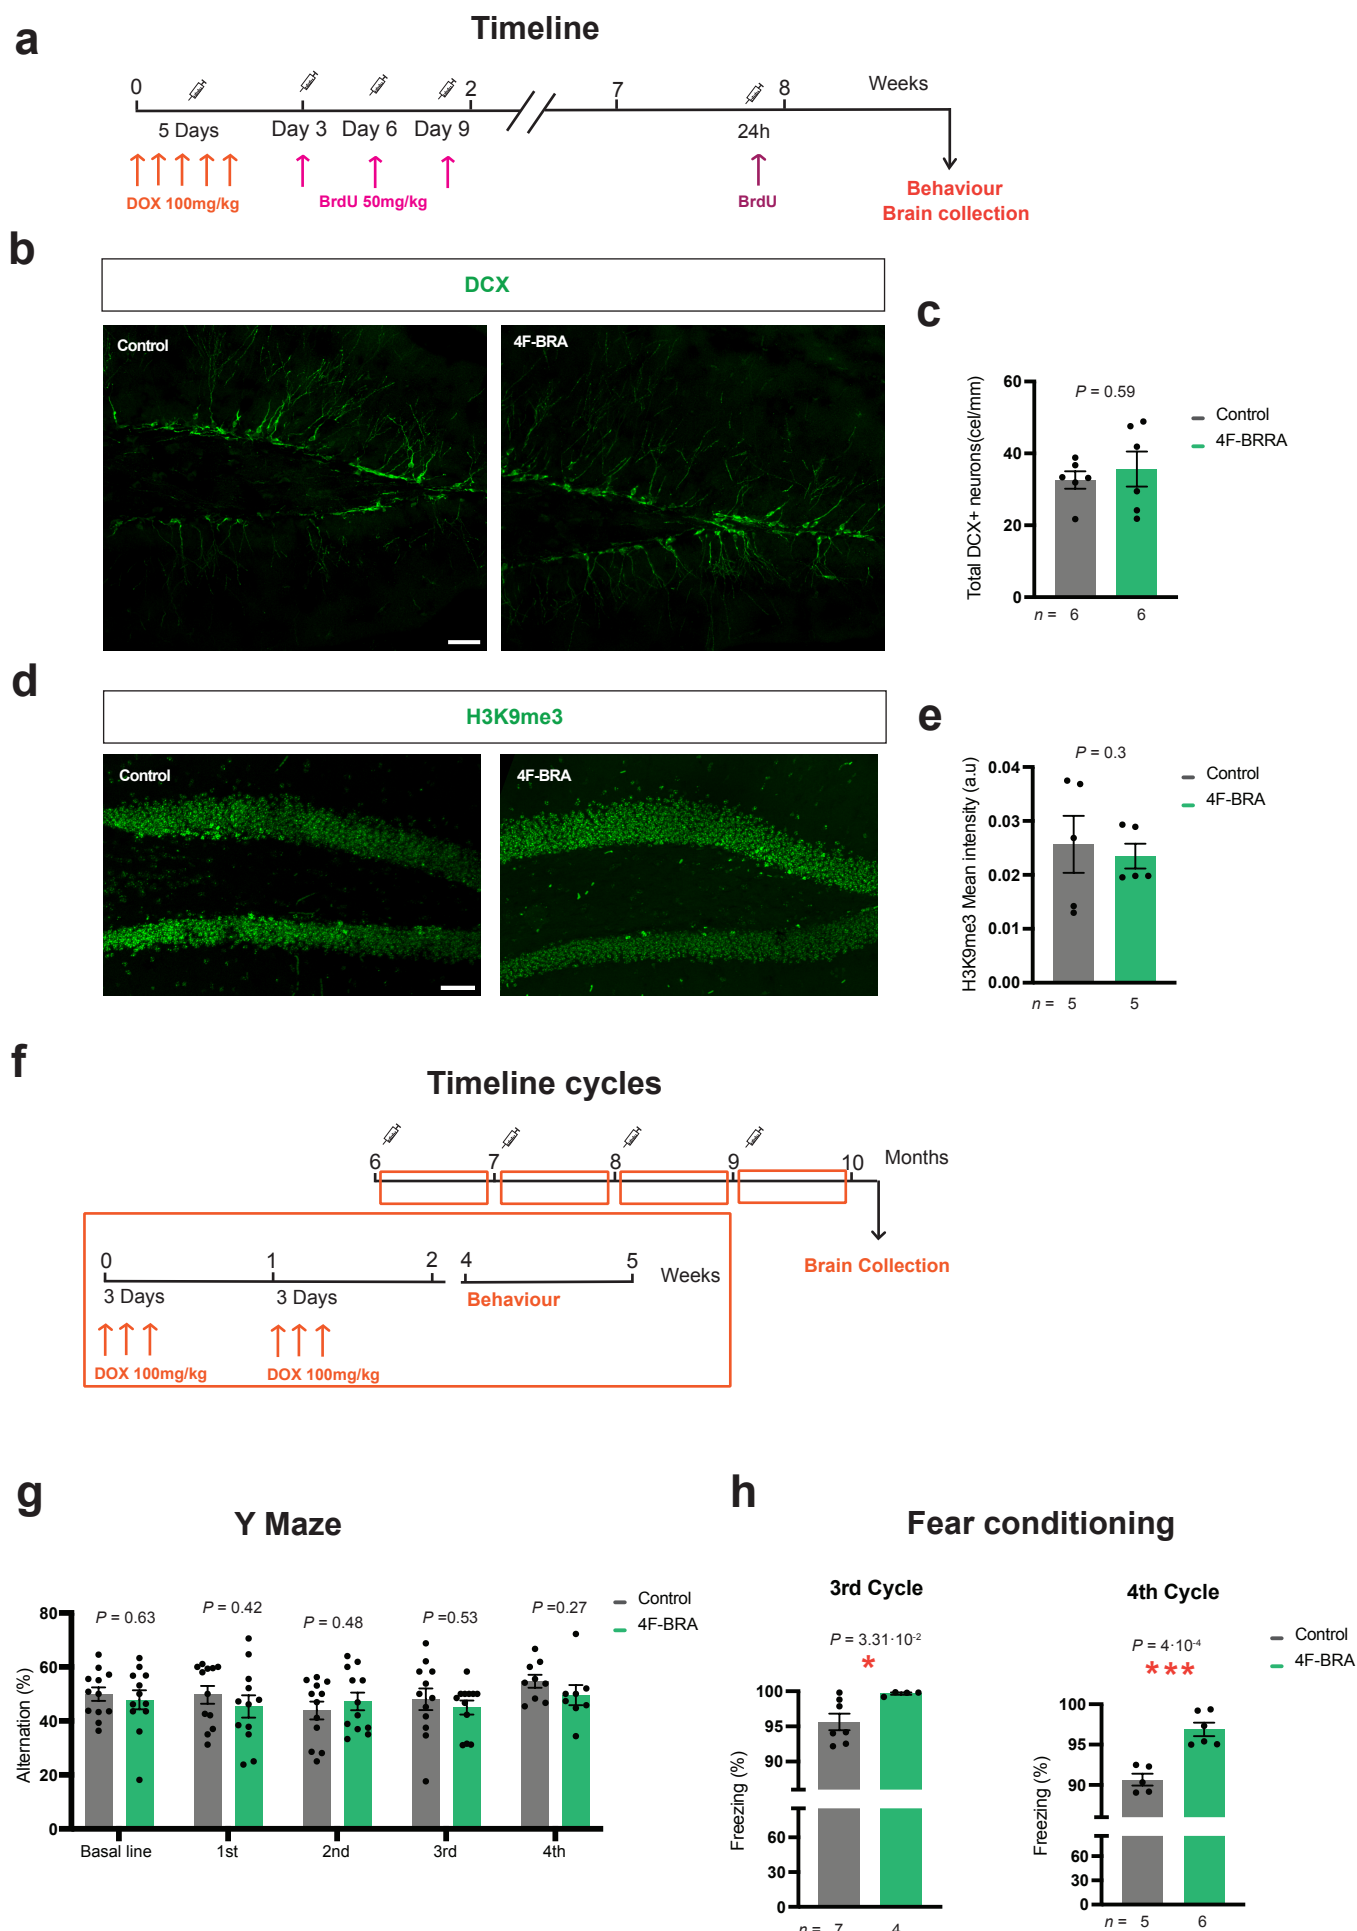 a
Timeline
0
2
7
8
Weeks
5 Days
Day 3
Day 6
Day 9
24h
DOX 100mg/kg
BrdU 50mg/kg
BrdU
Behaviour
Brain collection
b
DCX
Control
4F-BRA
c
Total DCX+ neurons(cel/mm)
60
40
20
0
P = 0.59
Control
4F-BRRA
n = 6 6
d
H3K9me3
Control
4F-BRA
e
H3K9me3 Mean intensity (a.u)
0.04
0.03
0.02
0.01
0.00
P = 0.3
Control
4F-BRA
n = 5 5
f
Timeline cycles
6
7
8
9
10
Months
Brain Collection
0
1
2
4
5
Weeks
3 Days
3 Days
Behaviour
DOX 100mg/kg
DOX 100mg/kg
g
Y Maze
Alternation (%)
80
60
40
20
0
P = 0.63
P = 0.42
P = 0.48
P =0.53
P =0.27
Control
4F-BRA
Basal line
1st
2nd
3rd
4th
h
Fear conditioning
3rd Cycle
P = 3.31·10-2
*
Freezing (%)
100
95
90
60
30
0
n = 7 4
4th Cycle
P = 4·10-4
***
Freezing (%)
100
95
90
60
30
0
n = 5 6
Control
4F-BRA